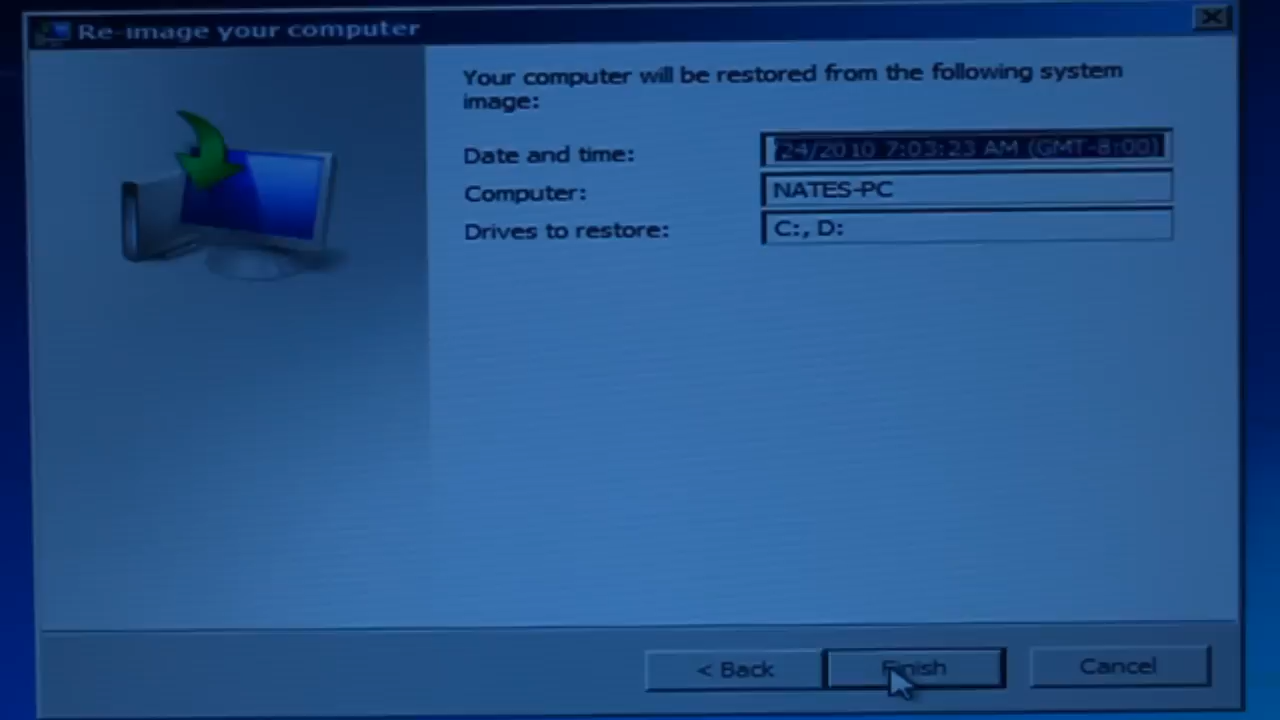 Re-image your computer
Your computer will be restored from the following system
image:
Date and time: /24/2010 7:03:23 AM (GMT-8:00)
Computer: NATES-PC
Drives to restore: C:, D:
< Back Finish Cancel